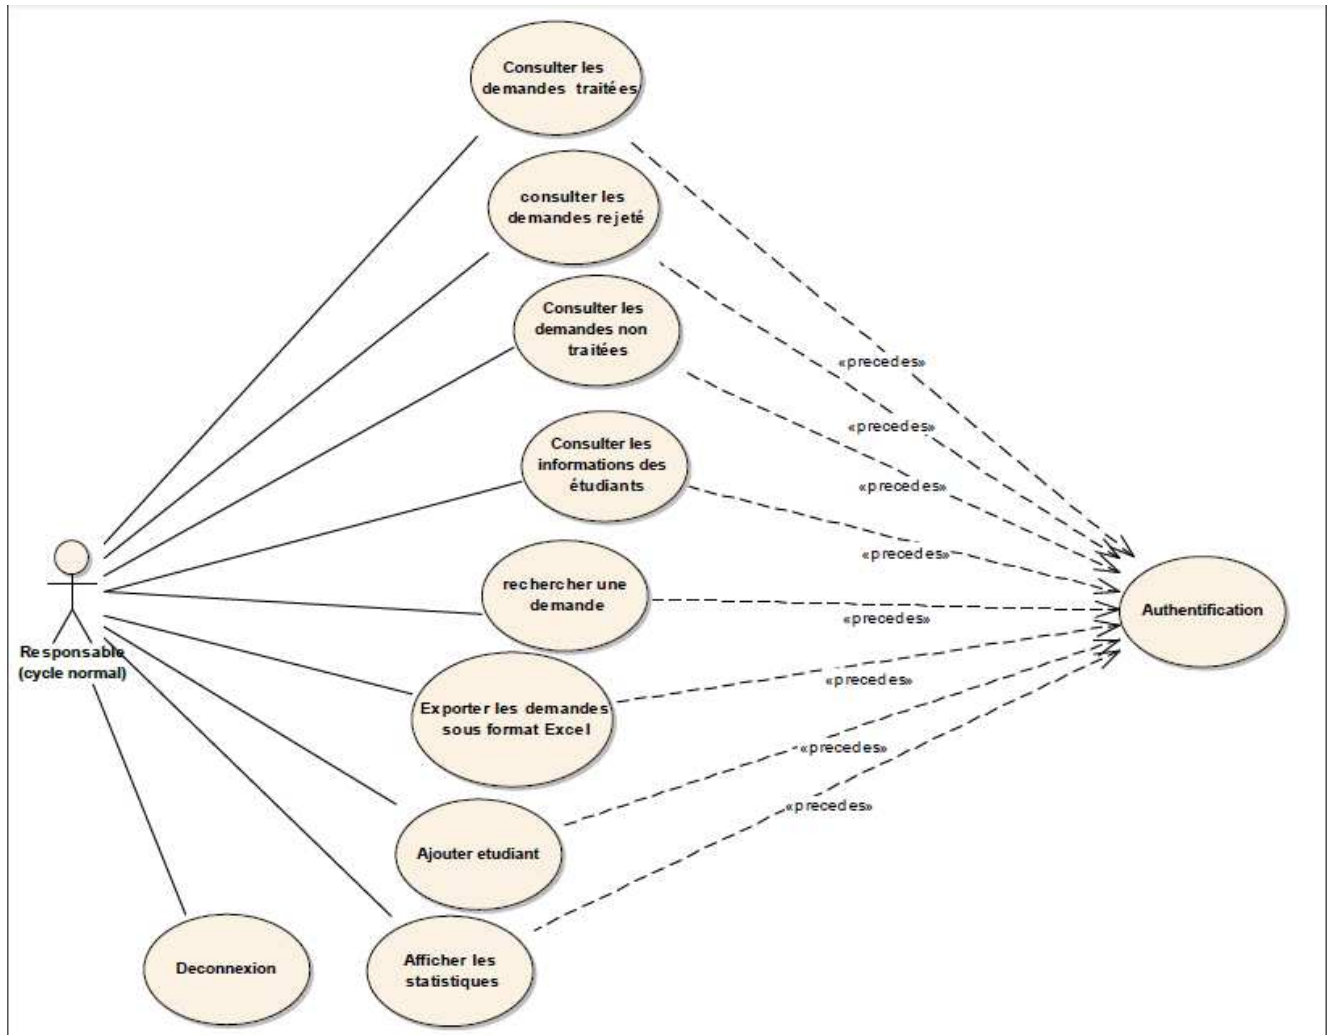 Consulter les
demandes traitées
consulter les
demandes rejeté
Consulter les
demandes non
traitées
«precedes»
«precedes»
Consulter les
informations des
étudiants
«precedes»
«precedes»
rechercher une
demande
«precedes»
Authentification
Responsable
(cycle normal)
Exporter les demandes
sous format Excel
«precedes»
«precedes»
«precedes»
Ajouter etudiant
Deconnexion
Afficher les
statistiques